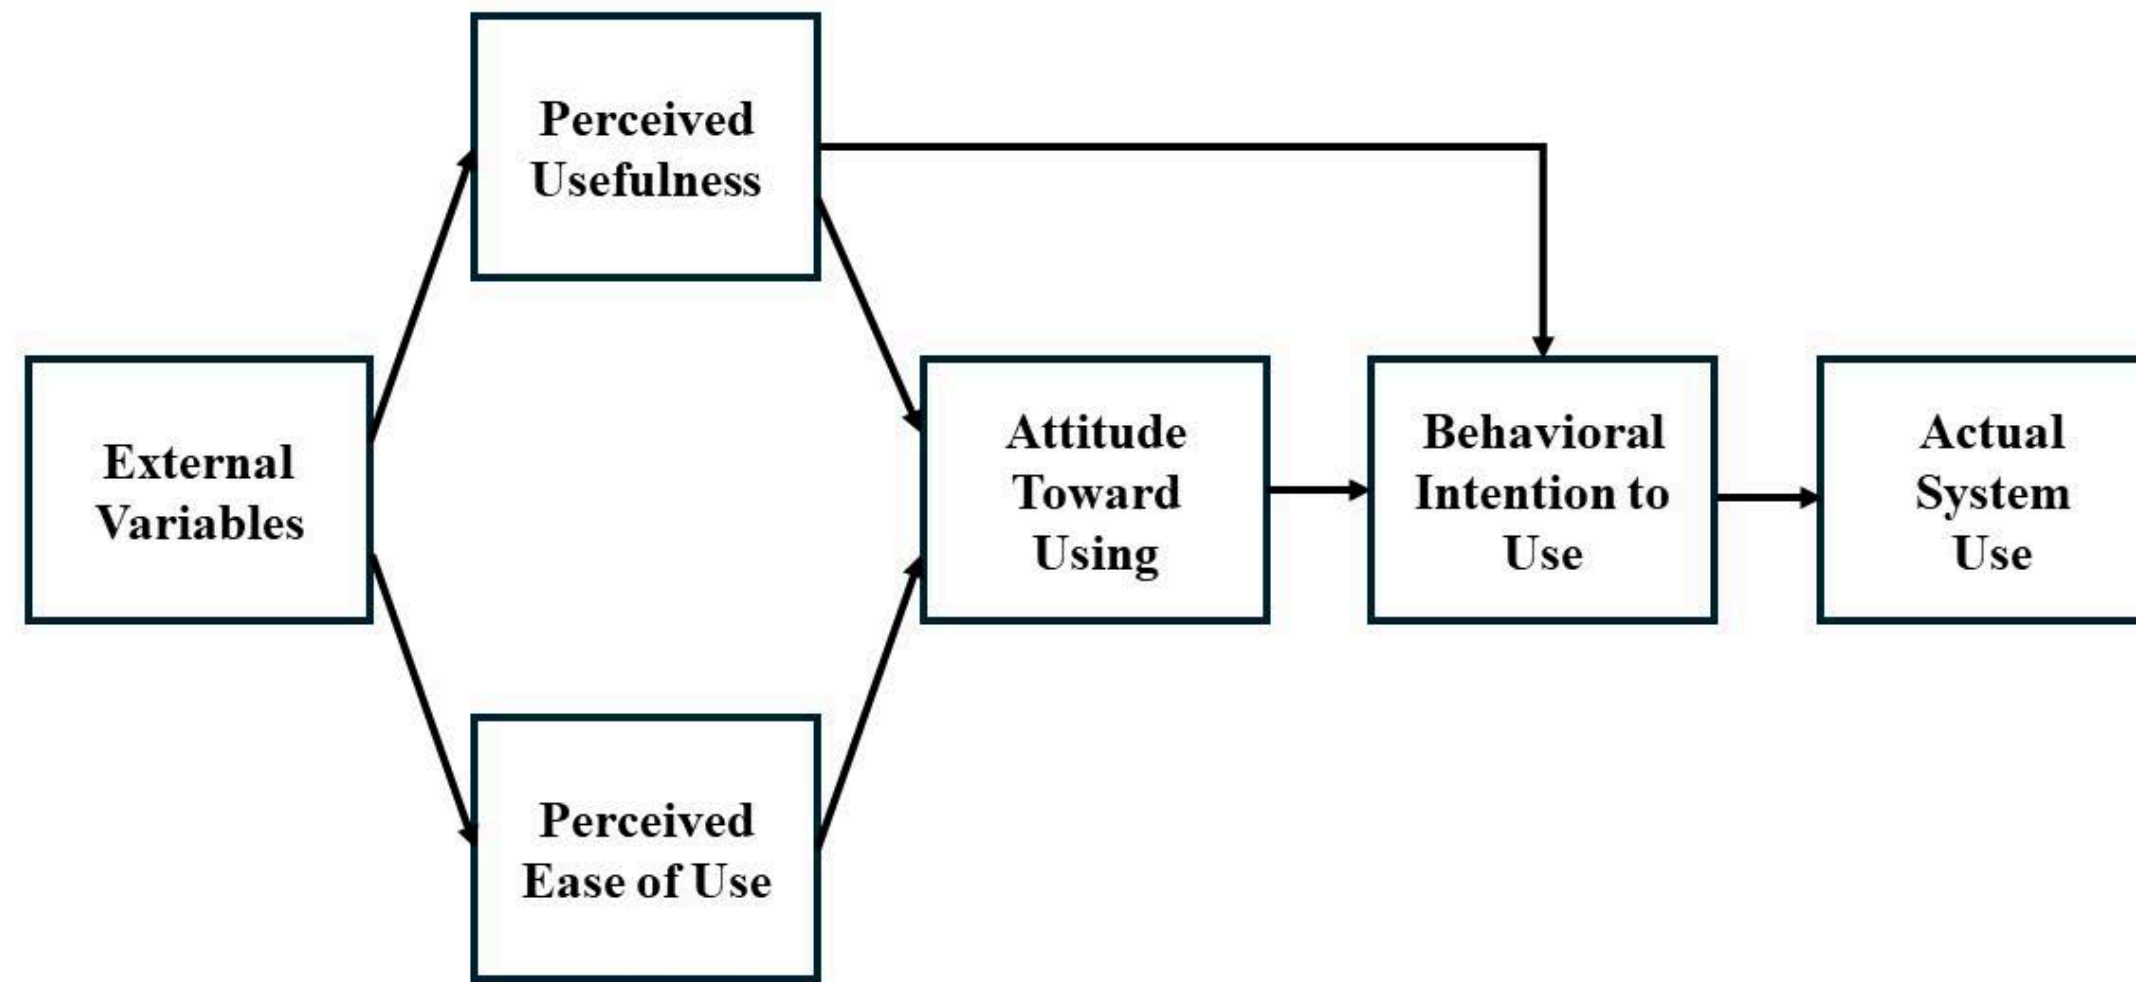 Perceived
Usefulness
External
Variables
Attitude
Toward
Using
Behavioral
Intention to
Use
Actual
System
Use
Perceived
Ease of Use